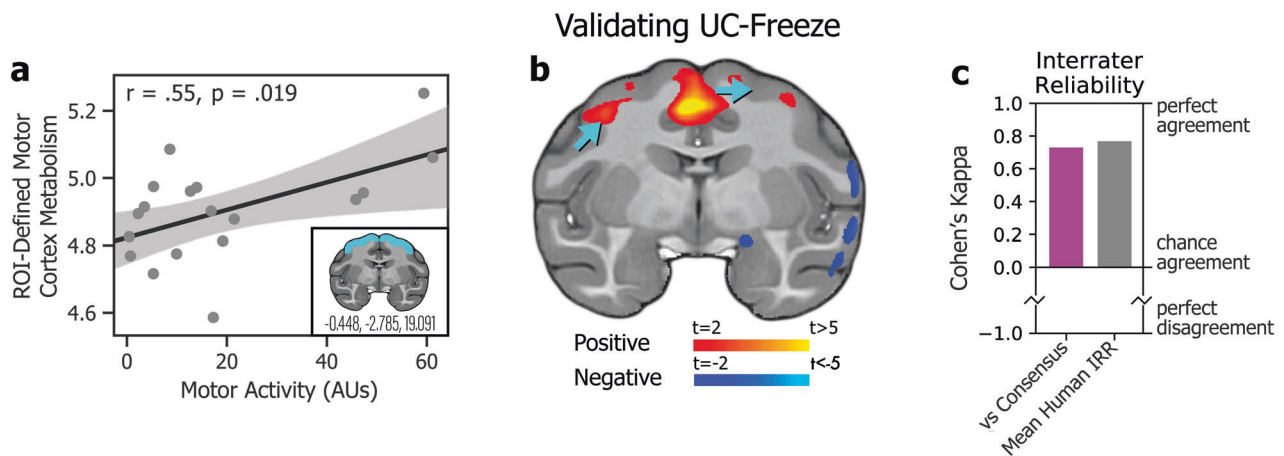 Validating UC-Freeze
a
r = .55, p = .019
ROI-Defined Motor
Cortex Metabolism
5.2
5.0
4.8
4.6
0
20
40
60
Motor Activity (AUs)
-0.448, -2.785, 19.091
b
t=2
t>5
Positive
t=-2
t<-5
Negative
c
Interrater
Reliability
Cohen's Kappa
1.0
0.8
0.6
0.4
0.2
0.0
−1.0
perfect
agreement
chance
agreement
perfect
disagreement
vs Consensus
Mean Human IRR